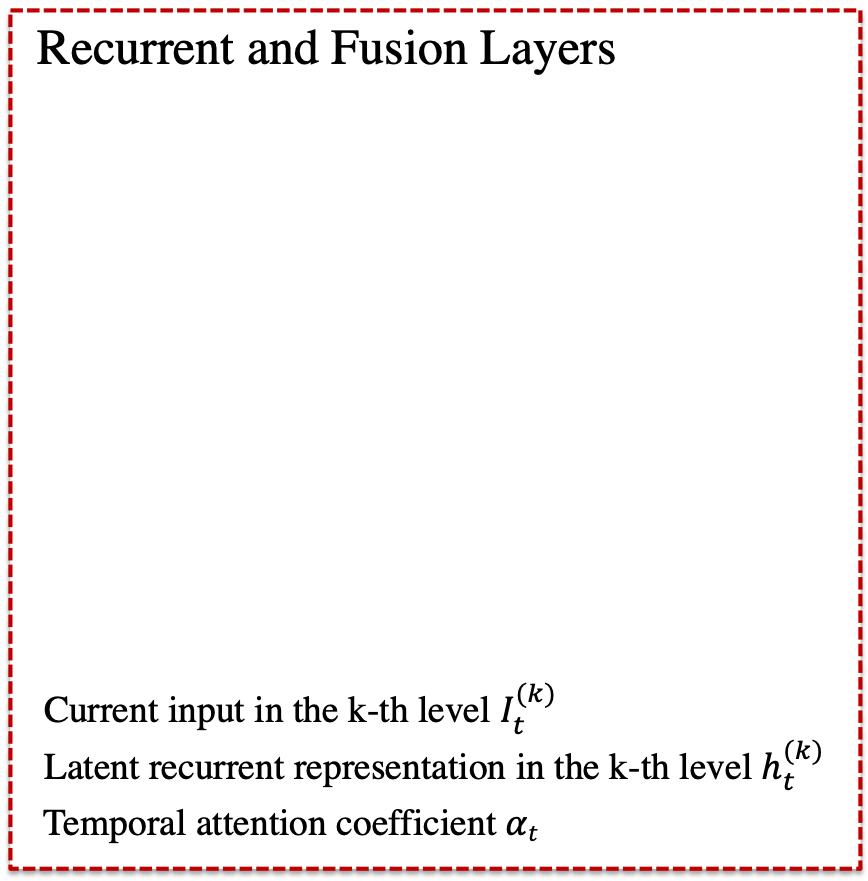 Recurrent and Fusion Layers
Current input in the k-th level $I_t^{(k)}$
Latent recurrent representation in the k-th level $h_t^{(k)}$
Temporal attention coefficient $\alpha_t$